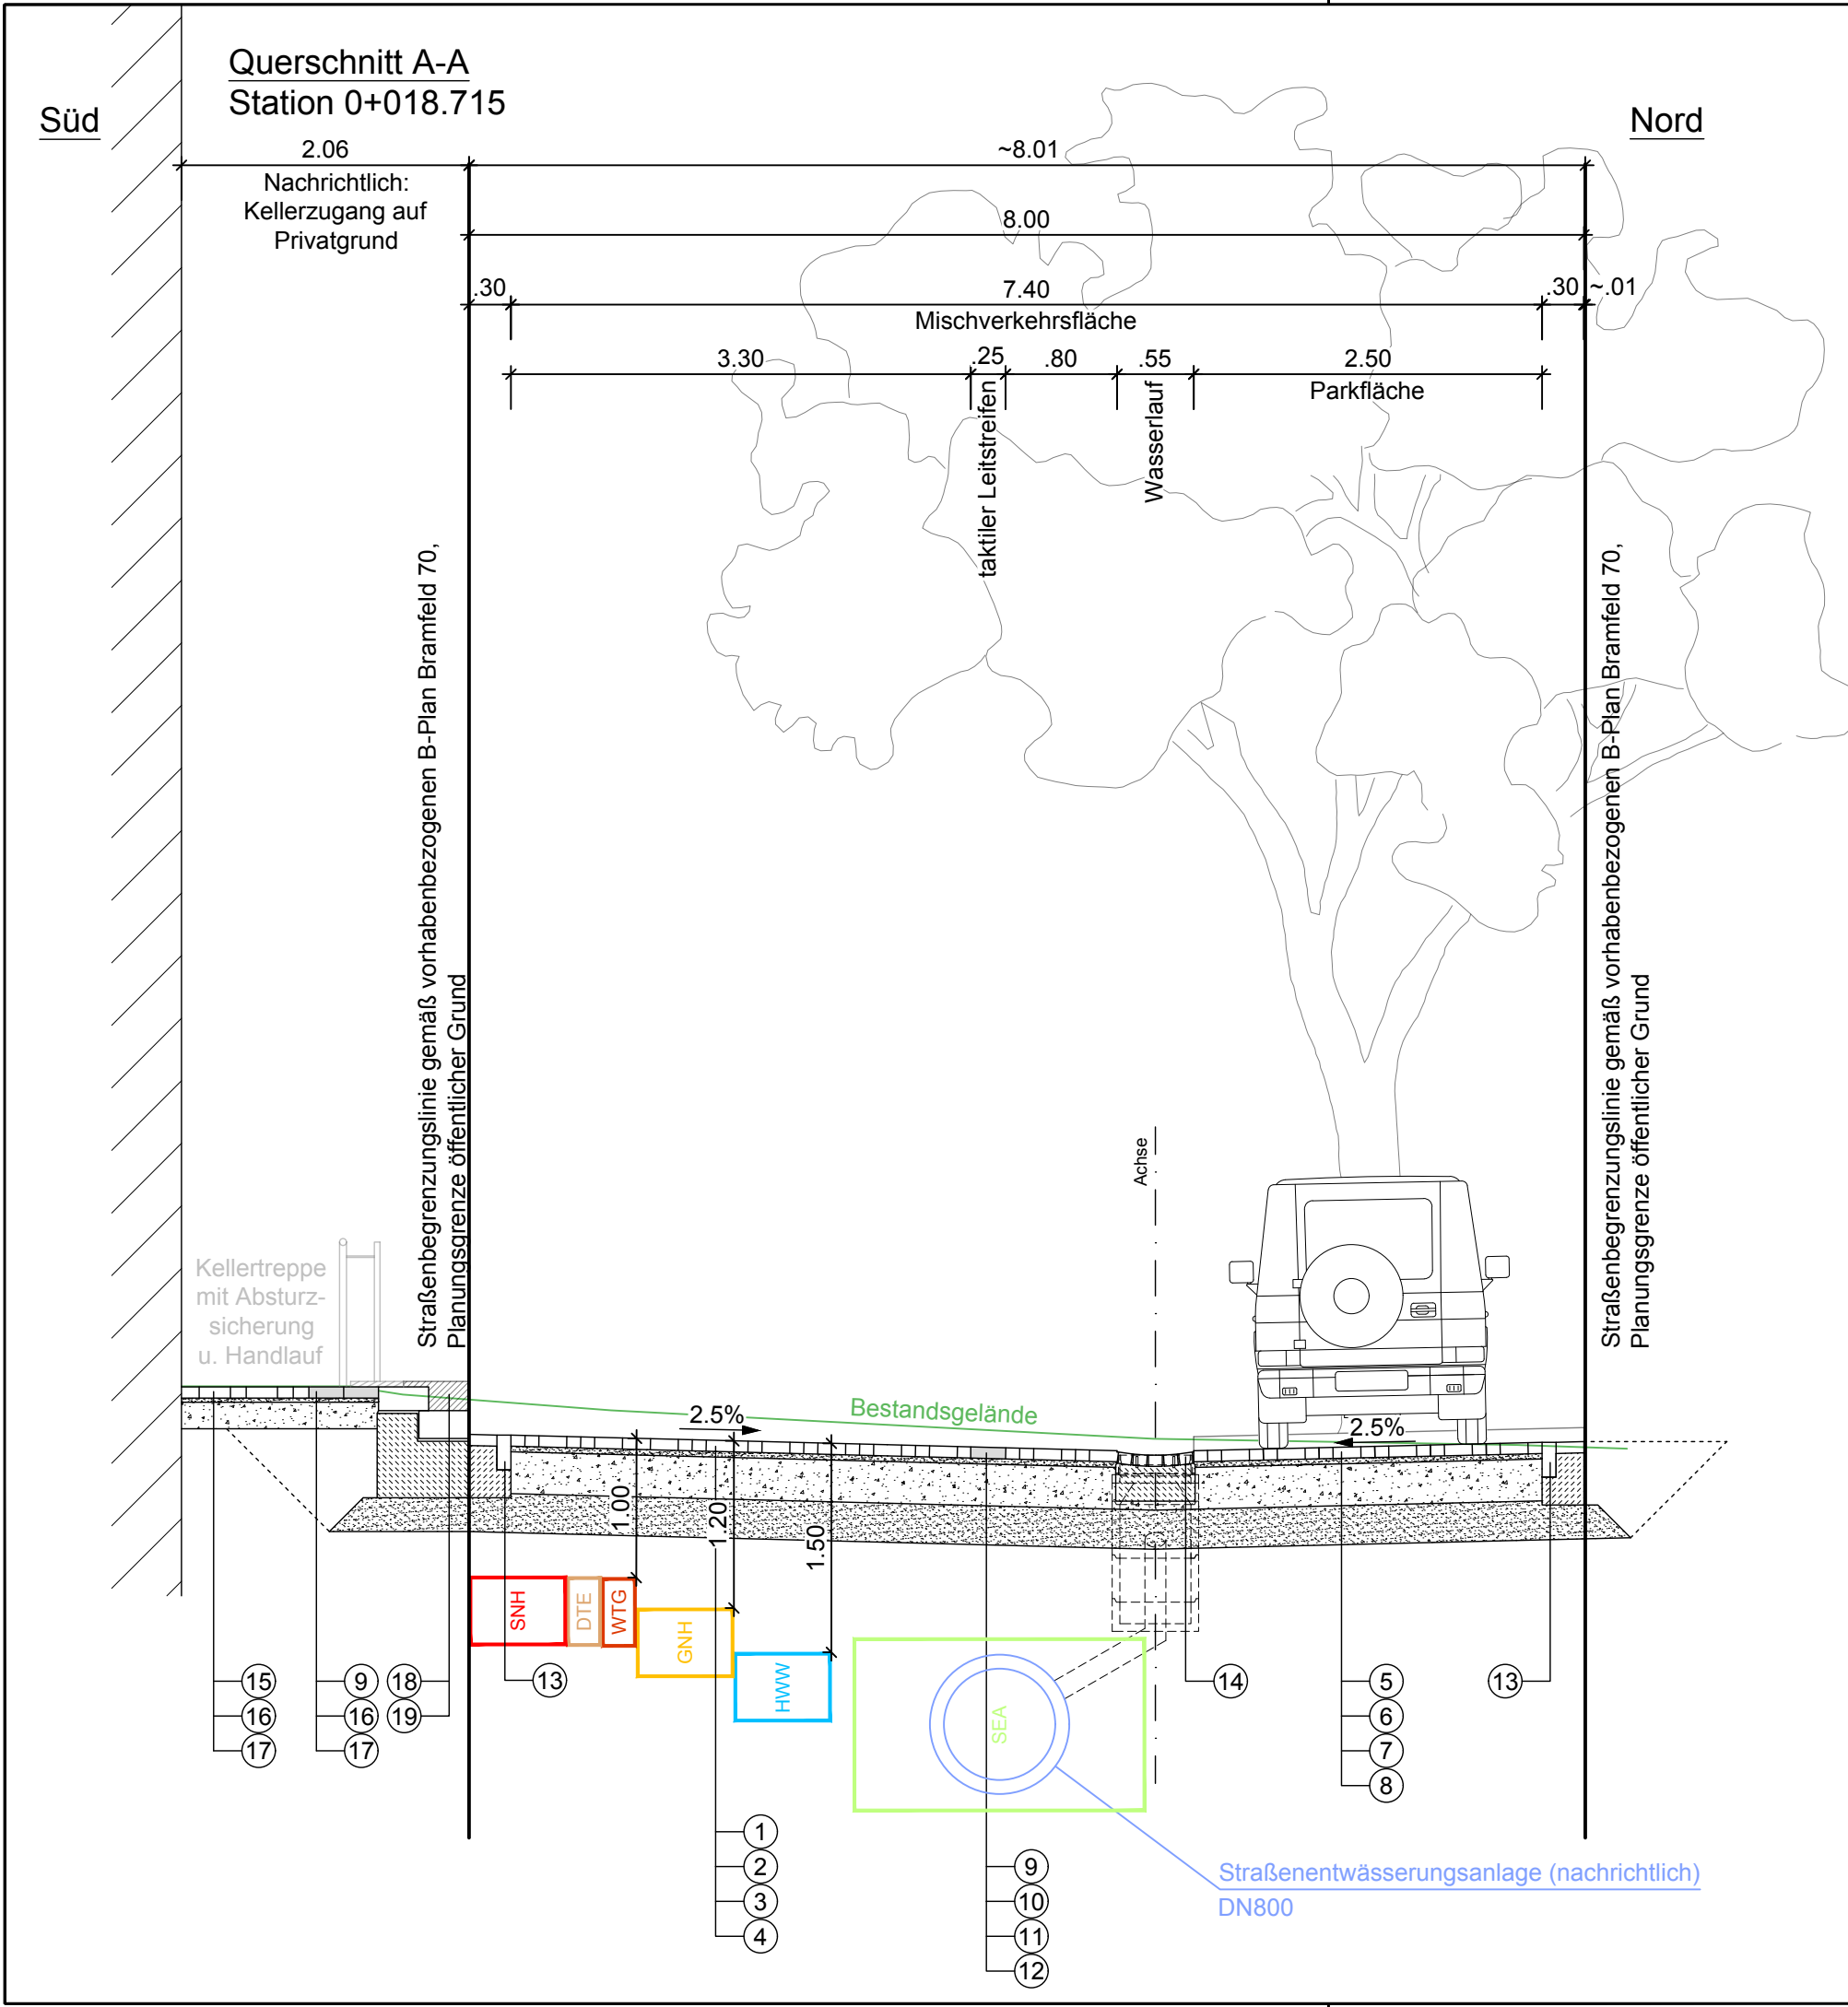 Querschnitt A-A
Station 0+018.715
Süd
Nord
2.06
~8.01
Nachrichtlich:
Kellerzugang auf
Privatgrund
8.00
.30
7.40
.30
~.01
Mischverkehrsfläche
3.30
.25
.80
.55
2.50
taktiler Leitstreifen
Wasserlauf
Parkfläche
Straßenbegrenzungslinie gemäß vorhabenbezogenen B-Plan Bramfeld 70,
Planungsgrenze öffentlicher Grund
Straßenbegrenzungslinie gemäß vorhabenbezogenen B-Plan Bramfeld 70,
Planungsgrenze öffentlicher Grund
Achse
Kellertreppe
mit Absturz-
sicherung
u. Handlauf
2.5%
Bestandsgelände
2.5%
1.00
1.20
1.50
SNH
DTE
WTG
GNH
HWW
SEA
15
16
17
9
16
17
18
19
13
14
5
6
7
8
13
1
2
3
4
9
10
11
12
Straßenentwässerungsanlage (nachrichtlich)
DN800